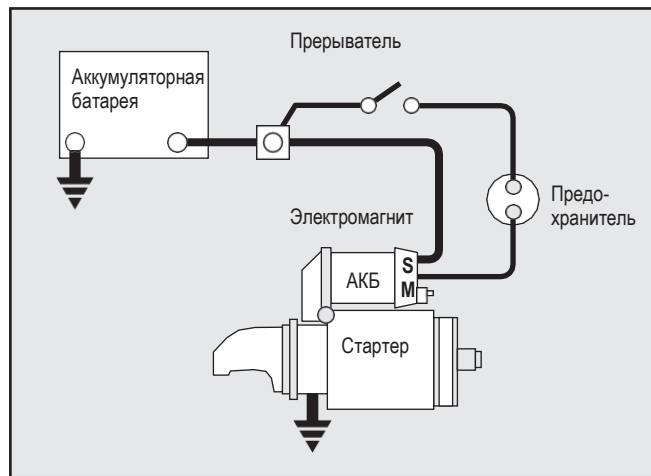 Прерыватель
Аккумуляторная
батарея
Предо-
хранитель
Электромагнит
S
АКБ
M
Стартер